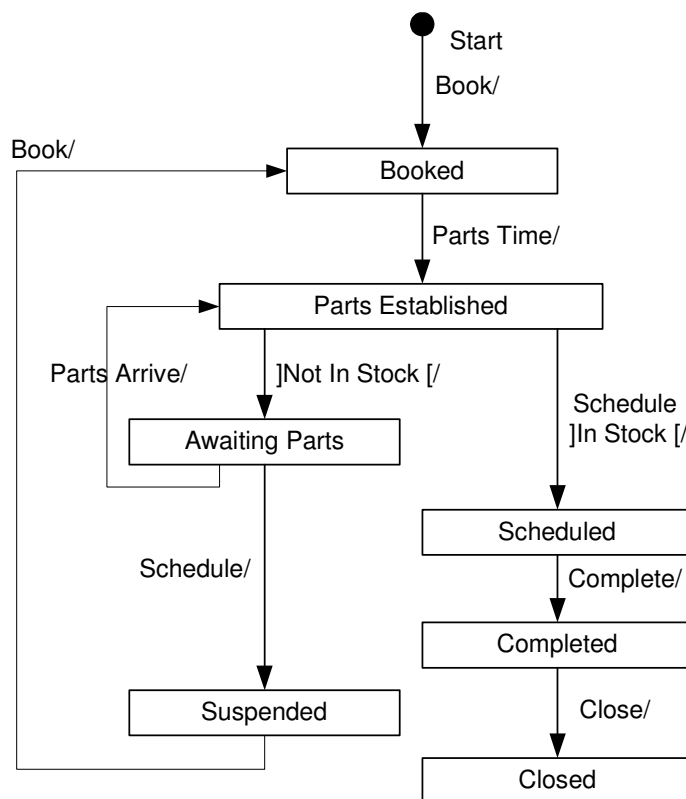 Start
Book/
Book/
Booked
Parts Time/
Parts Established
Parts Arrive/
]Not In Stock [/
Schedule
]In Stock [/
Awaiting Parts
Scheduled
Schedule/
Complete/
Completed
Suspended
Close/
Closed